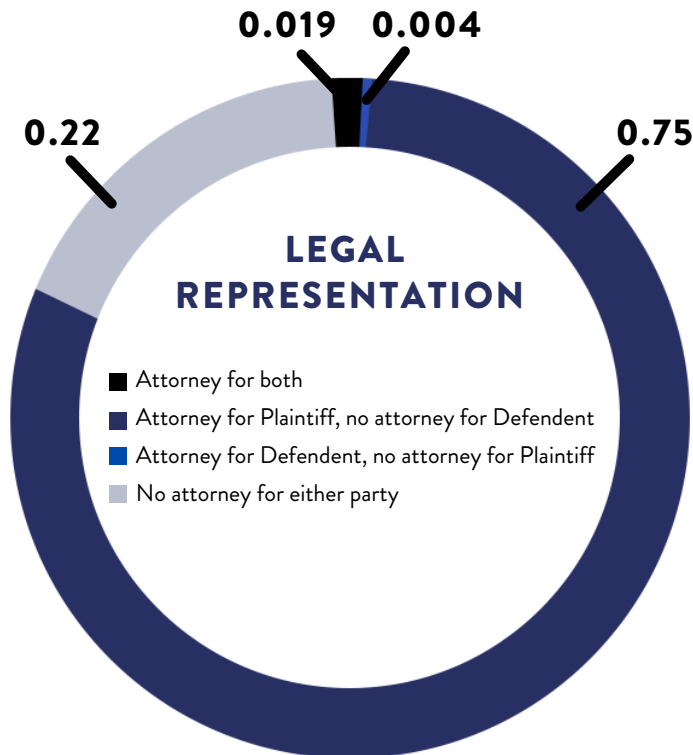 0.019 0.004
0.22
0.75
LEGAL
REPRESENTATION
Attorney for both
Attorney for Plaintiff, no attorney for Defendent
Attorney for Defendent, no attorney for Plaintiff
No attorney for either party